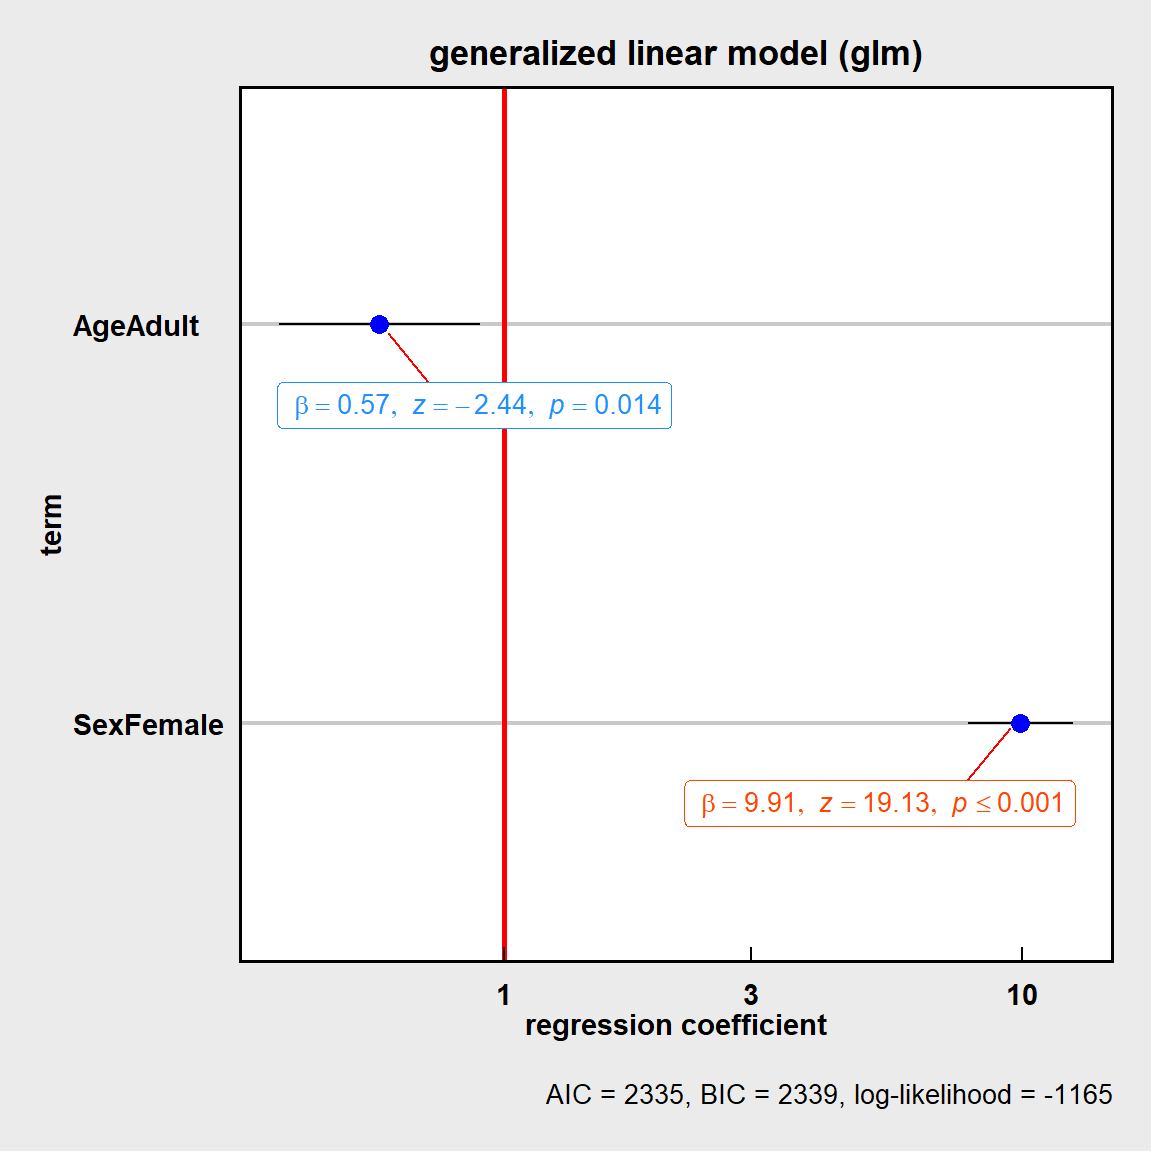 generalized linear model (glm)
AgeAdult
β = 0.57, z = −2.44, p = 0.014
term
SexFemale
β = 9.91, z = 19.13, p ≤ 0.001
1 3 10
regression coefficient
AIC = 2335, BIC = 2339, log-likelihood = -1165